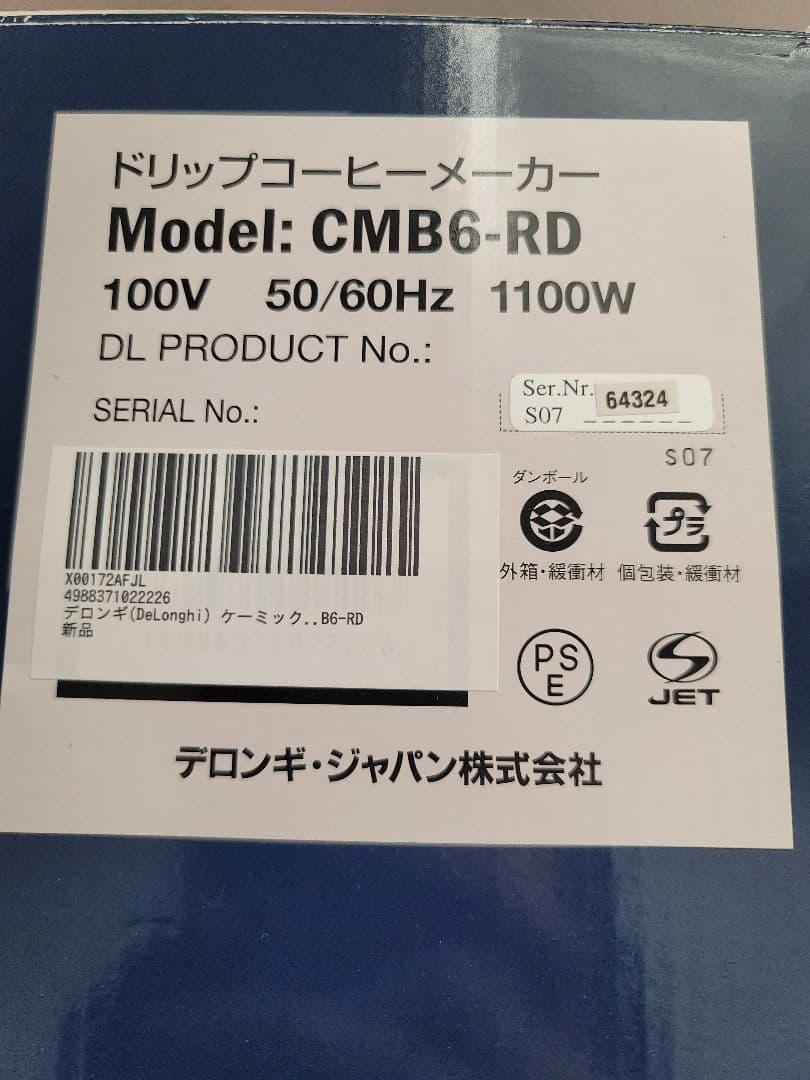 ドリップコーヒーメーカー
Model: CMB6-RD
100V 50/60Hz 1100W
DL PRODUCT No.:
SERIAL No.:
Ser.Nr. 64324
S07
S07
ダンボール
プラ
外箱・緩衝材 個包装・緩衝材
X00172AFJL
4988371022226
デロンギ(DeLonghi) ケーミック..B6-RD
新品
PS
E
JET
デロンギ・ジャパン株式会社